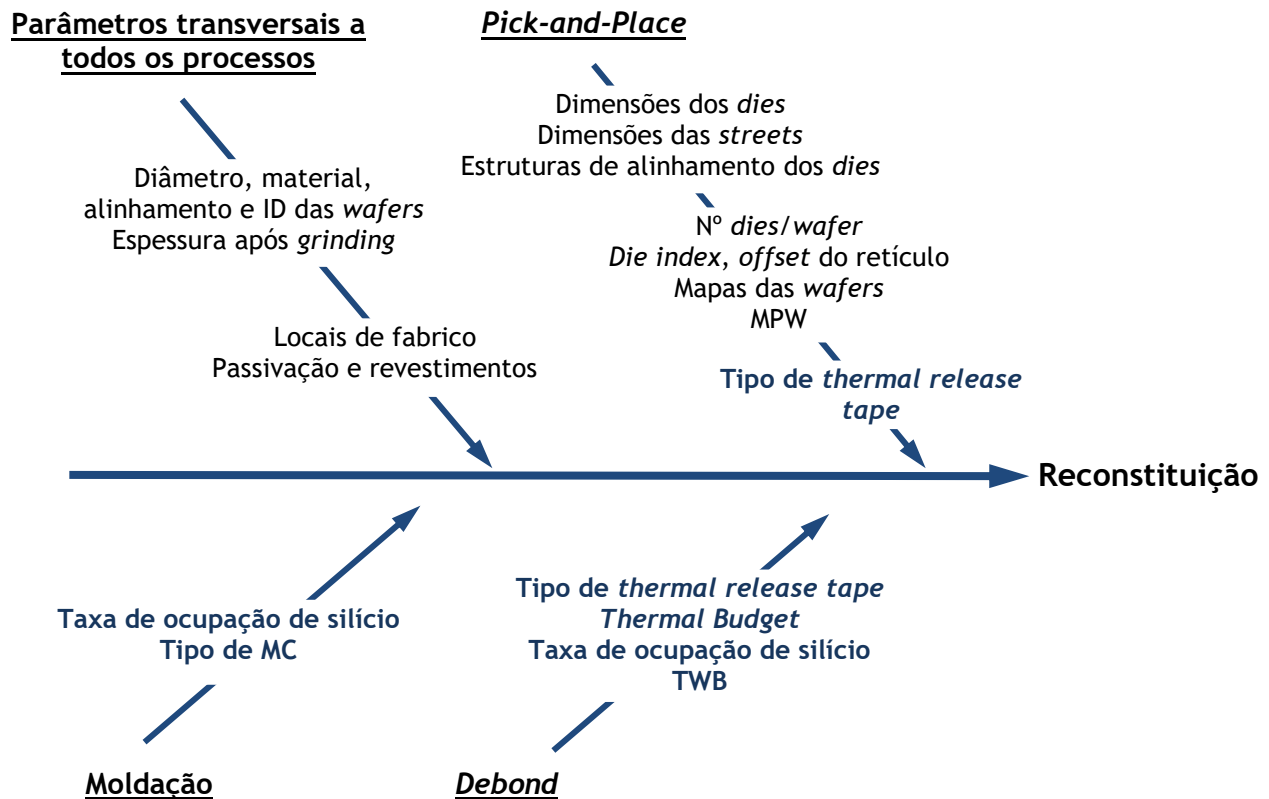 Parâmetros transversais a
todos os processos
Diâmetro, material,
alinhamento e ID das wafers
Espessura após grinding
Locais de fabrico
Passivação e revestimentos
Pick-and-Place
Dimensões dos dies
Dimensões das streets
Estruturas de alinhamento dos dies
Nº dies/wafer
Die index, offset do retículo
Mapas das wafers
MPW
Tipo de thermal release
tape
Reconstituição
Taxa de ocupação de silício
Tipo de MC
Moldação
Tipo de thermal release tape
Thermal Budget
Taxa de ocupação de silício
TWB
Debond